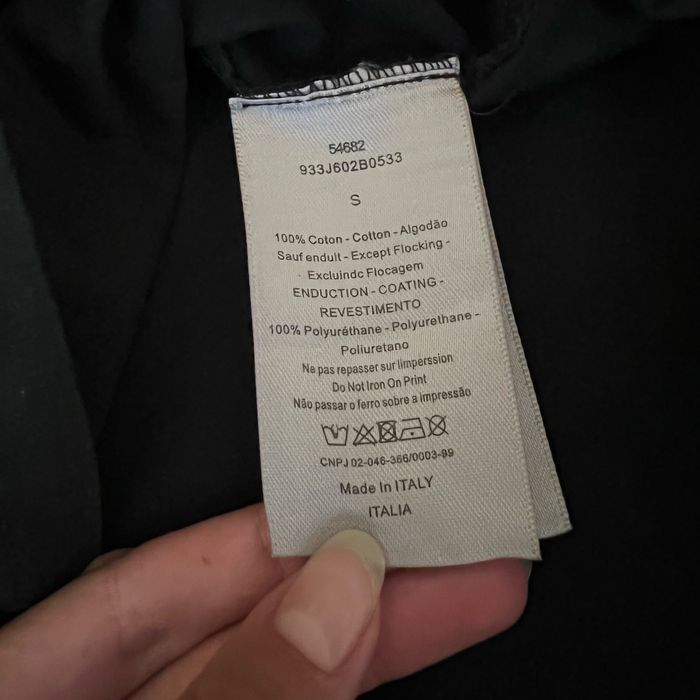 54682
933J602B0533
S
100% Coton - Cotton - Algodão
Sauf enduit - Except Flocking -
Excluindc Flocagem
ENDUCTION - COATING -
REVESTIMENTO
100% Polyuréthane - Polyurethane -
Poliuretano
Ne pas repasser sur limperssion
Do Not Iron On Print
Não passar o ferro sobre a impressão
CNPJ 02-046-366/0003-99
Made In ITALY
ITALIA